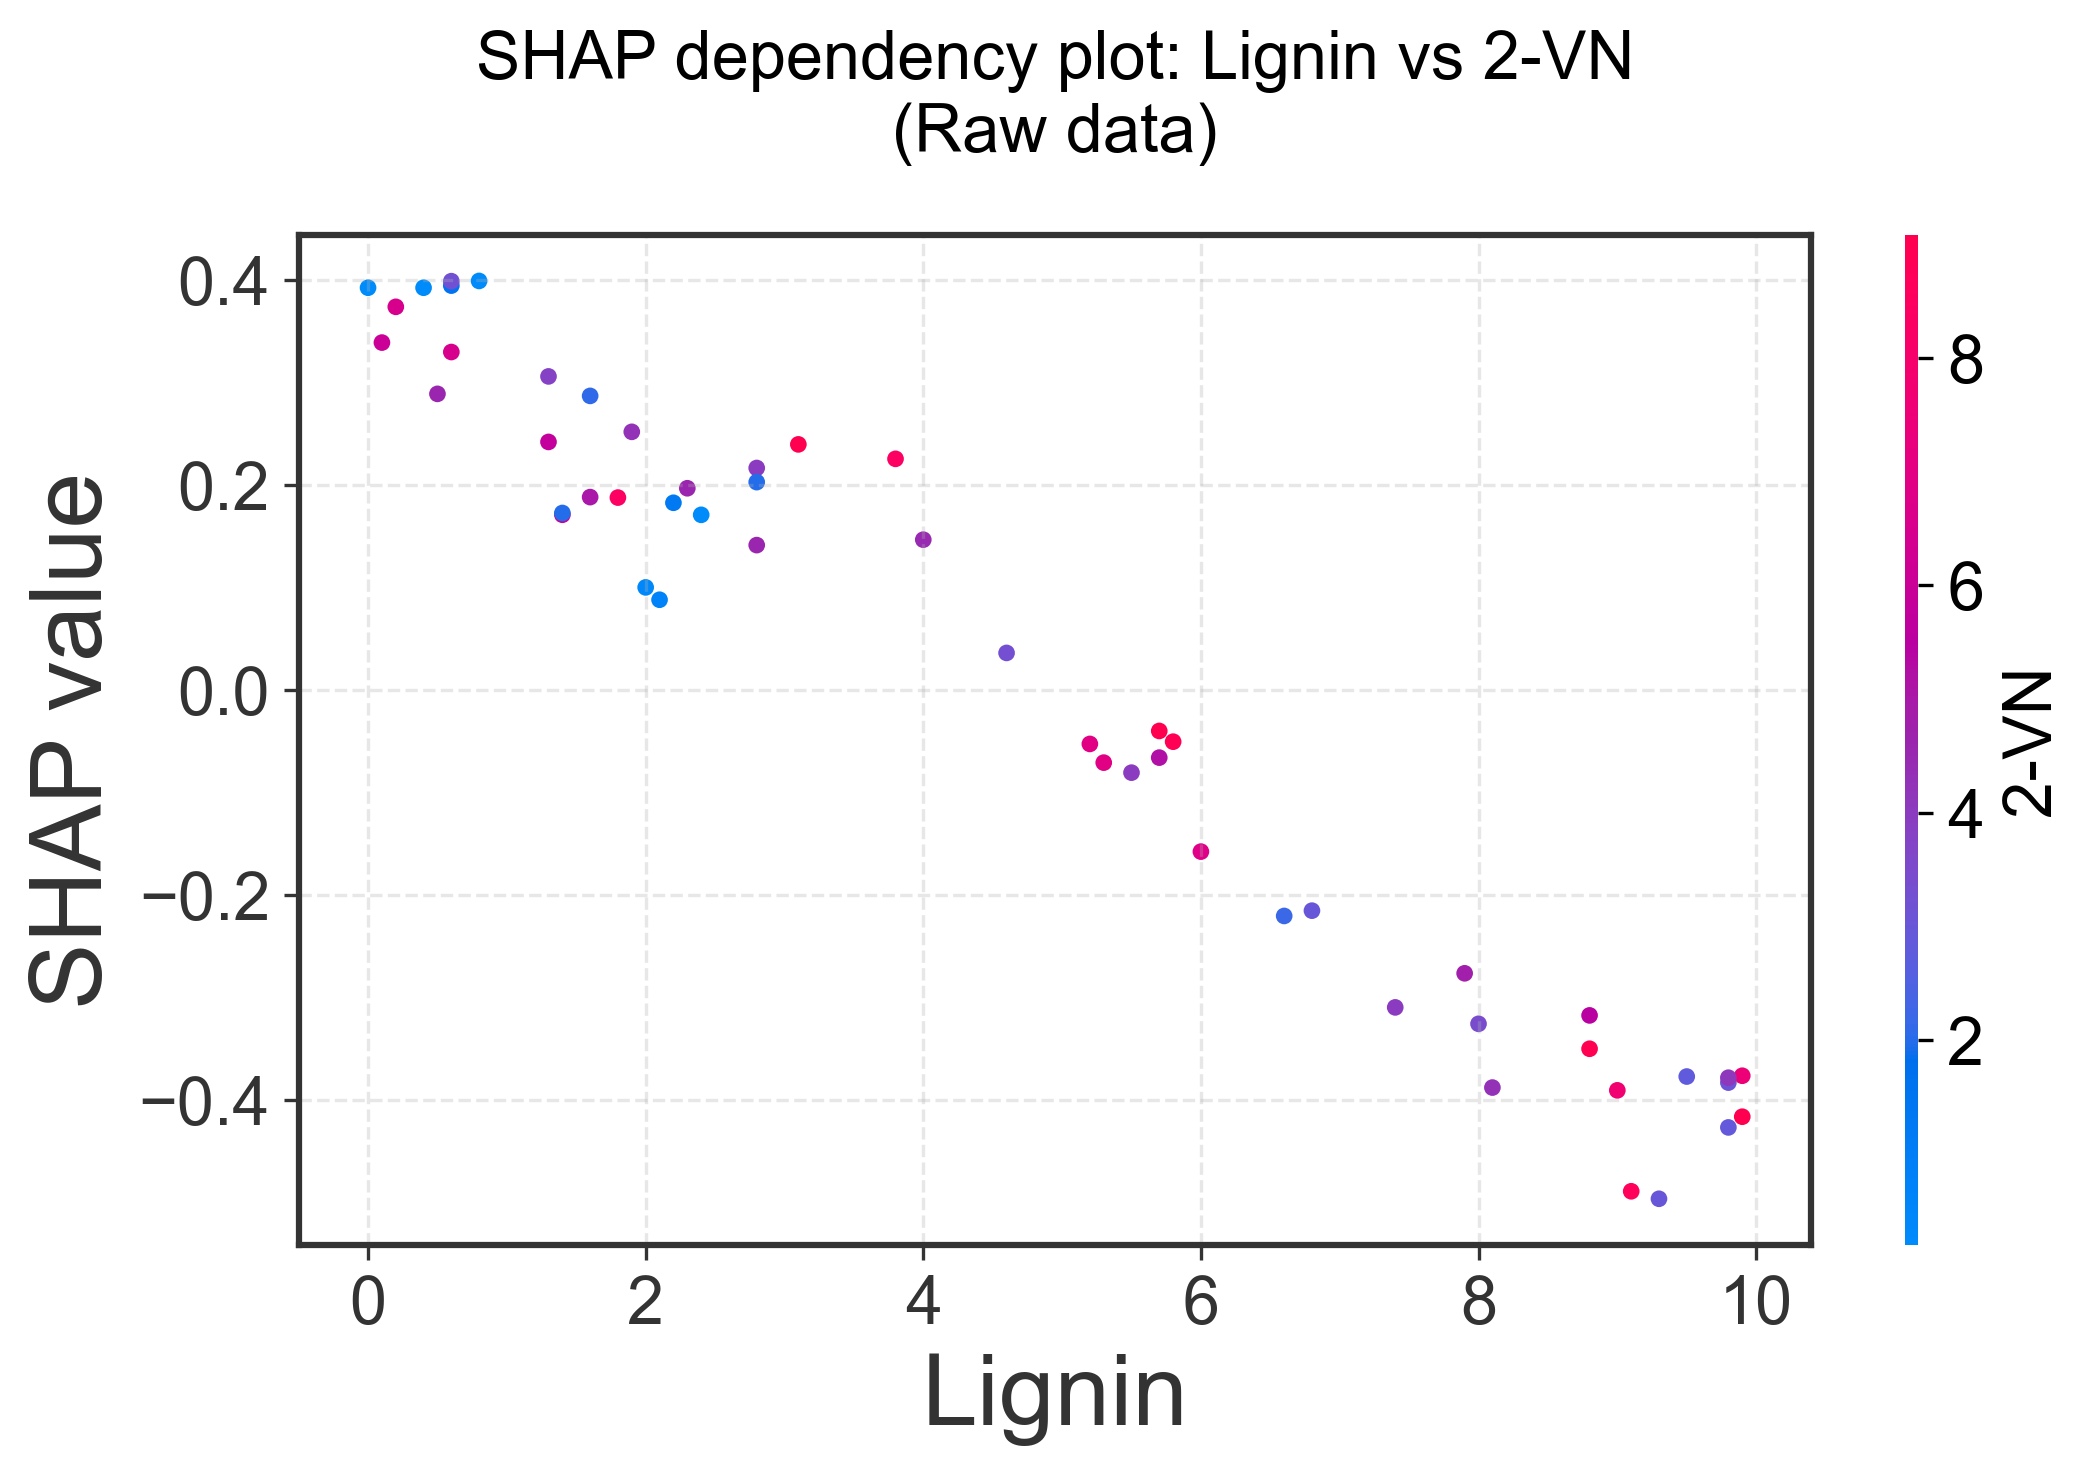 SHAP dependency plot: Lignin vs 2-VN
(Raw data)
SHAP value
0.4
0.2
0.0
−0.2
−0.4
0 2 4 6 8 10
Lignin
8
6
4
2
2-VN